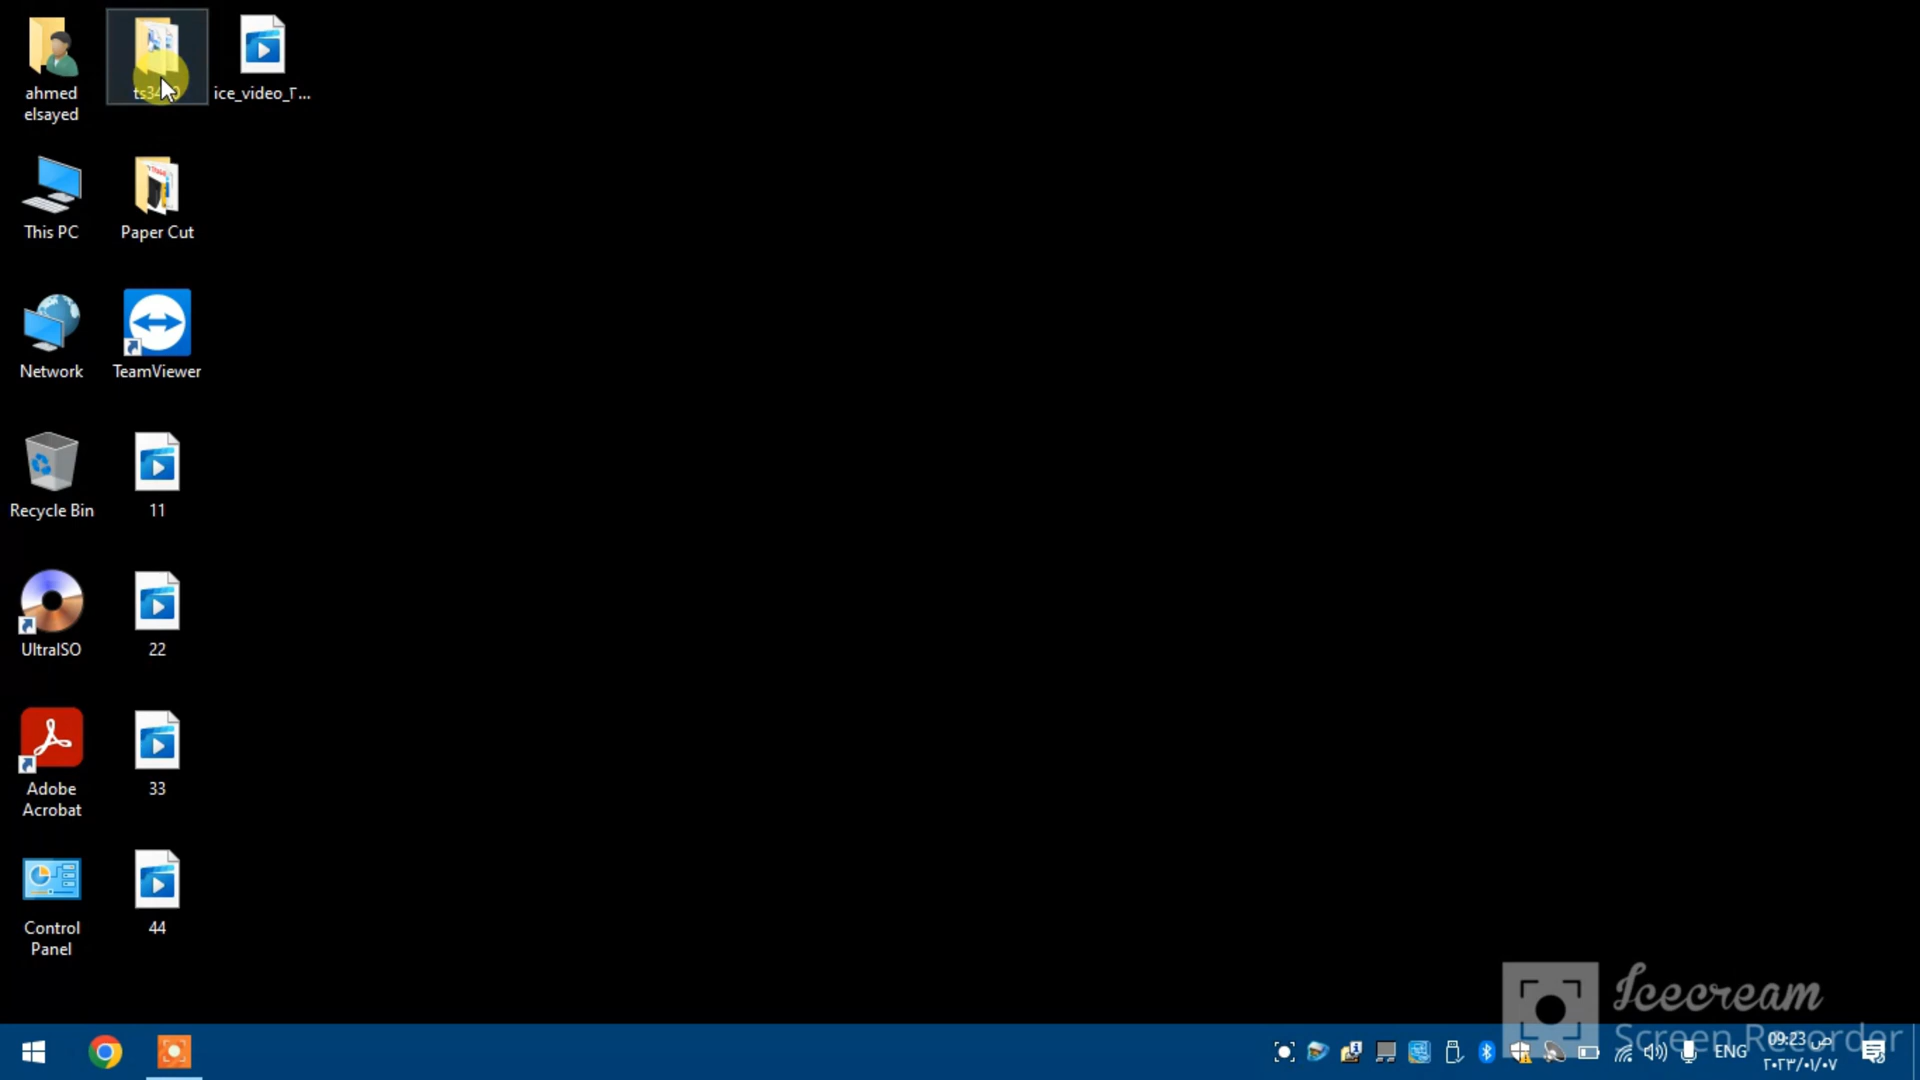 ahmed
elsayed
ice_video_٢...
This PC
Paper Cut
Network
TeamViewer
Recycle Bin
11
UltraISO
22
Adobe
Acrobat
33
Control
Panel
44
Icecream
Screen Recorder
ENG
09:23 ص
٢٠٢٣/٠١/٠٧